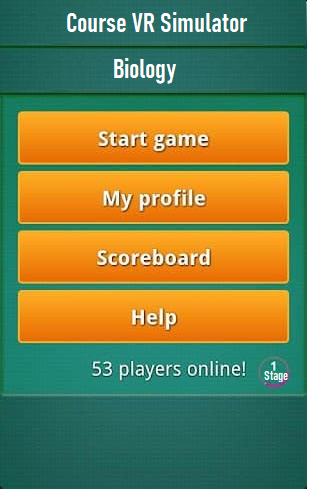 Course VR Simulator
Biology
Start game
My profile
Scoreboard
Help
53 players online!
1
Stage